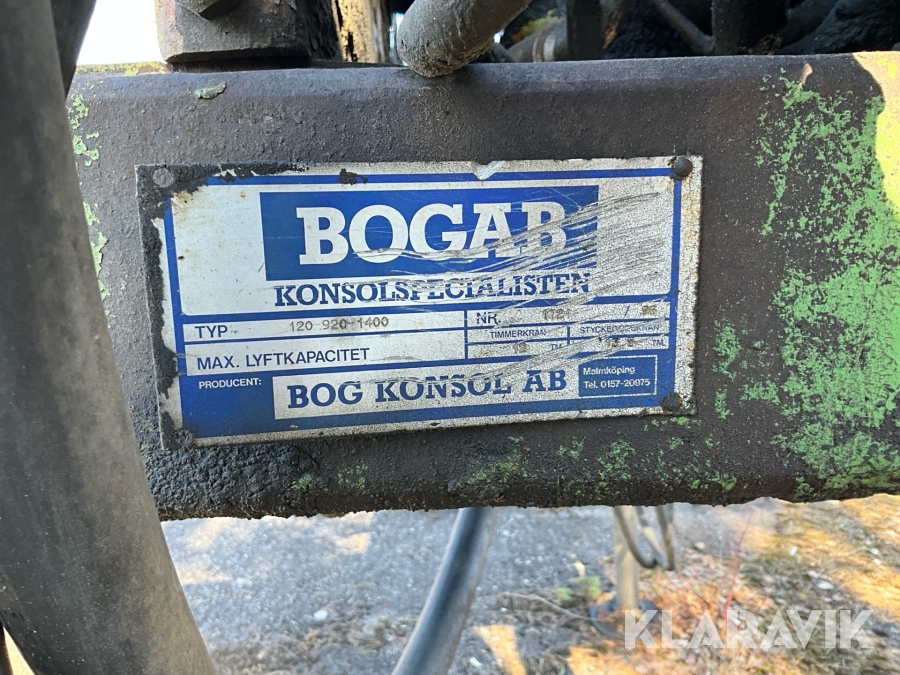 BOGAB
KONSOLSPECIALISTEN
TYP 120 920-1400 NR. /
MAX. LYFTKAPACITET TIMMERKRAN STYCKEGODSKRAN
TM. TM.
PRODUCENT: BOG KONSOL AB Malmköping
Tel. 0157-20975
KLARAVIK